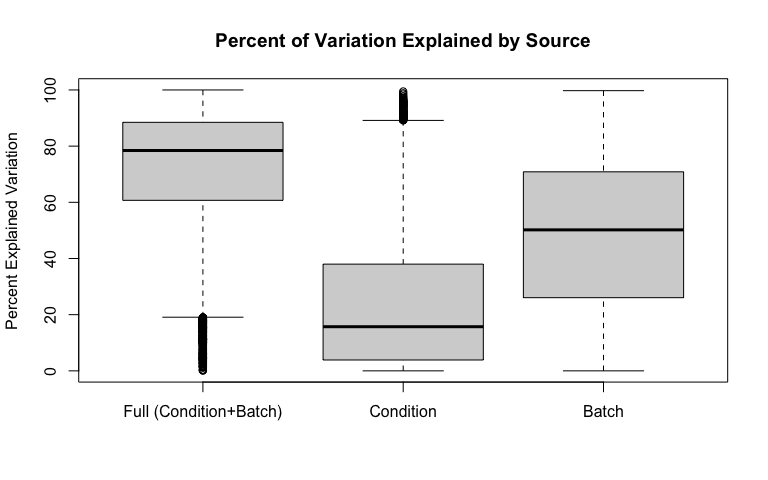 Percent of Variation Explained by Source
Percent Explained Variation
100
80
60
40
20
0
Full (Condition+Batch)
Condition
Batch